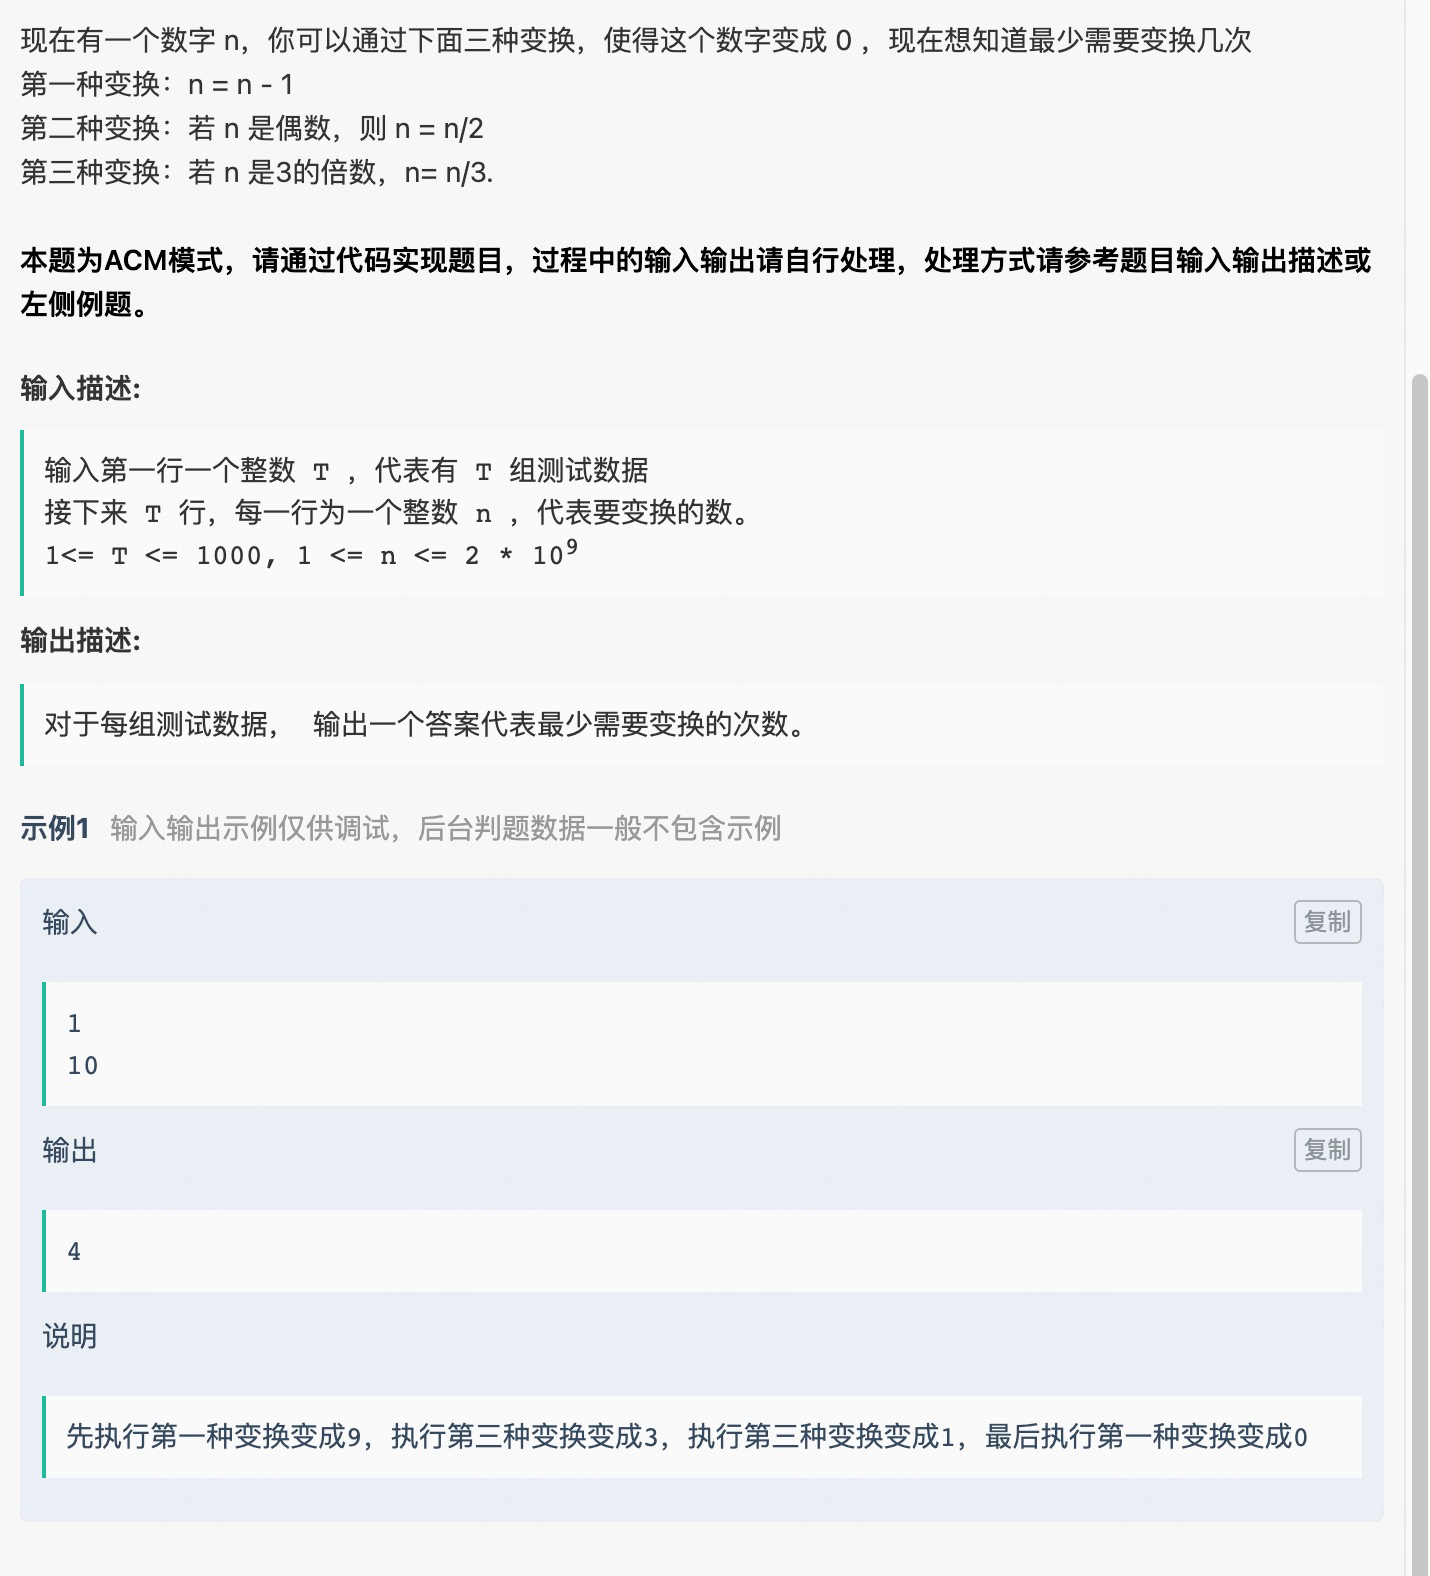 现在有一个数字 n，你可以通过下面三种变换，使得这个数字变成 0 ，现在想知道最少需要变换几次
第一种变换：n = n - 1
第二种变换：若 n 是偶数，则 n = n/2
第三种变换：若 n 是3的倍数，n= n/3.
本题为ACM模式，请通过代码实现题目，过程中的输入输出请自行处理，处理方式请参考题目输入输出描述或
左侧例题。
输入描述:
输入第一行一个整数 T ，代表有 T 组测试数据
接下来 T 行，每一行为一个整数 n ，代表要变换的数。
1<= T <= 1000, 1 <= n <= 2 * 10⁹
输出描述:
对于每组测试数据， 输出一个答案代表最少需要变换的次数。
示例1 输入输出示例仅供调试，后台判题数据一般不包含示例
输入 复制
1
10
输出 复制
4
说明
先执行第一种变换变成9，执行第三种变换变成3，执行第三种变换变成1，最后执行第一种变换变成0